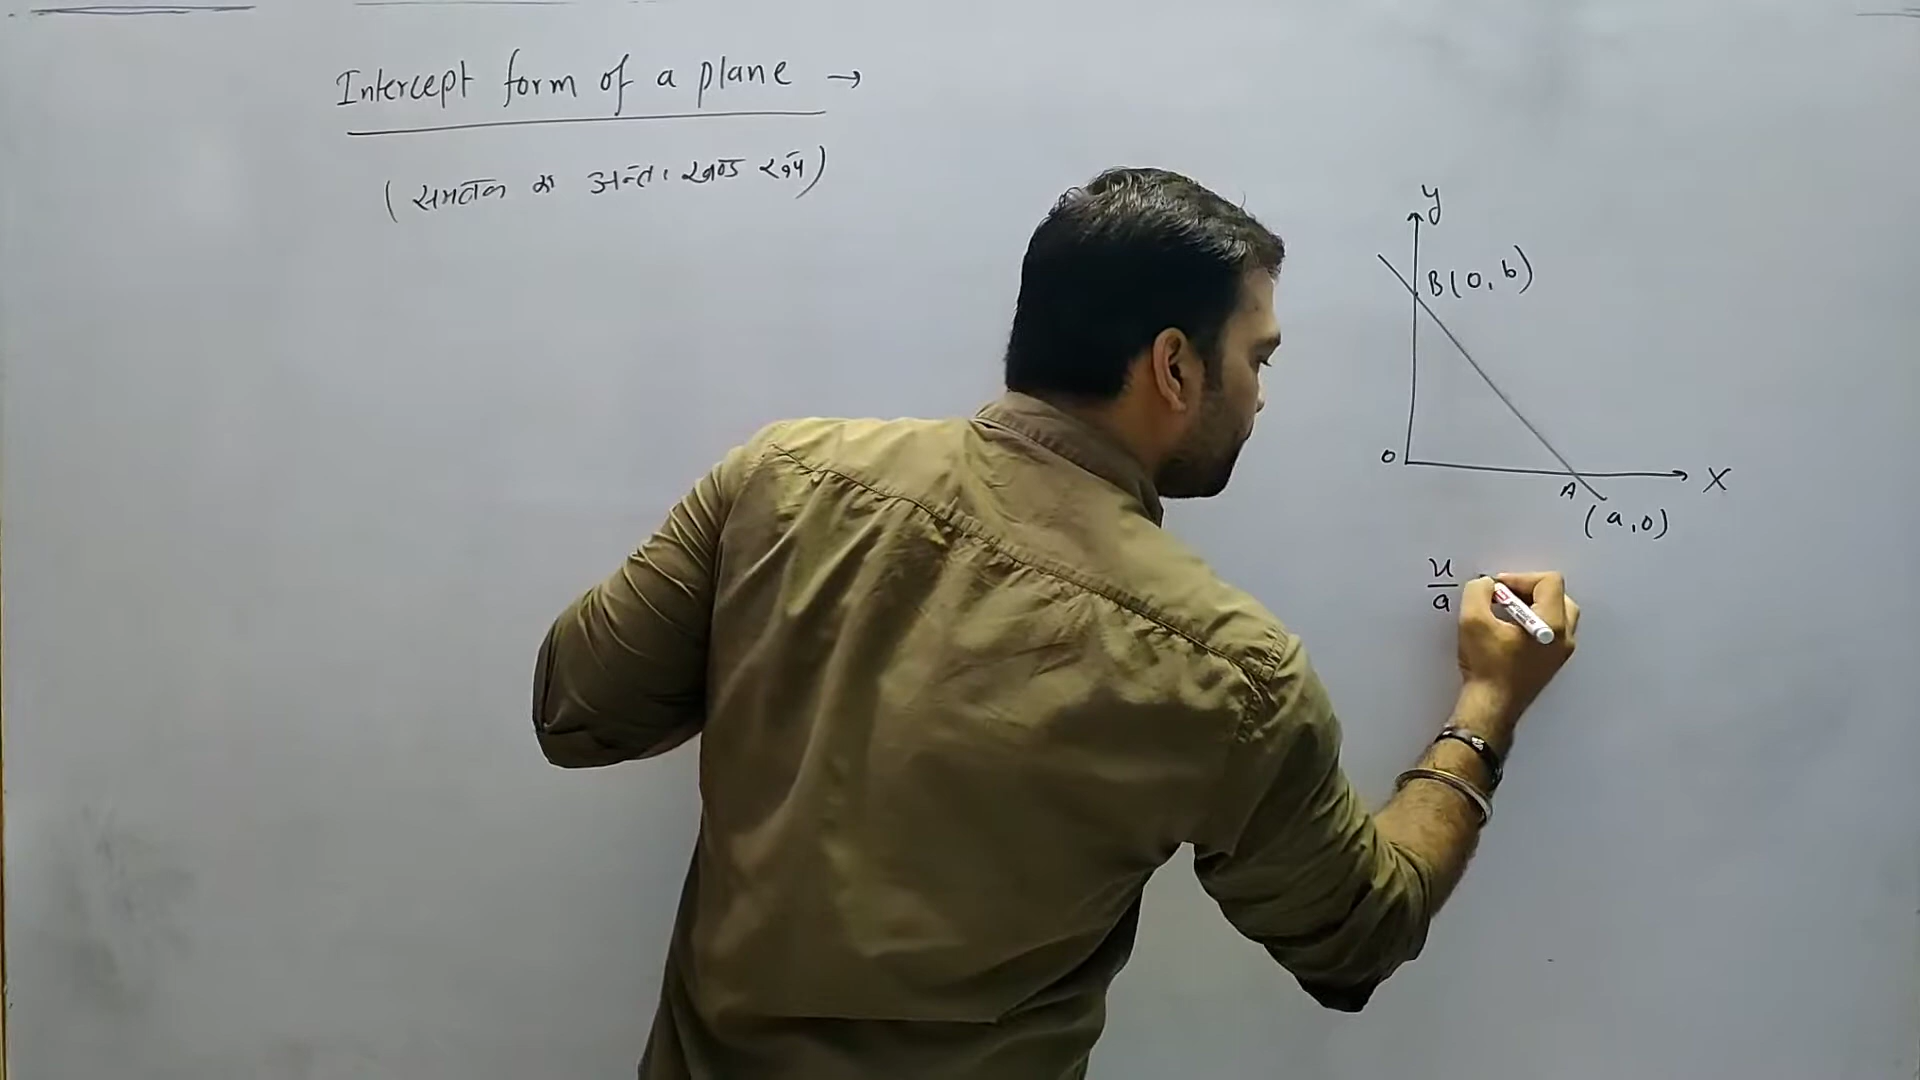 Intercept form of a plane →
( समतल का अन्तः खण्ड रूप )
y
B(0, b)
O
A
X
(a, 0)
x/a